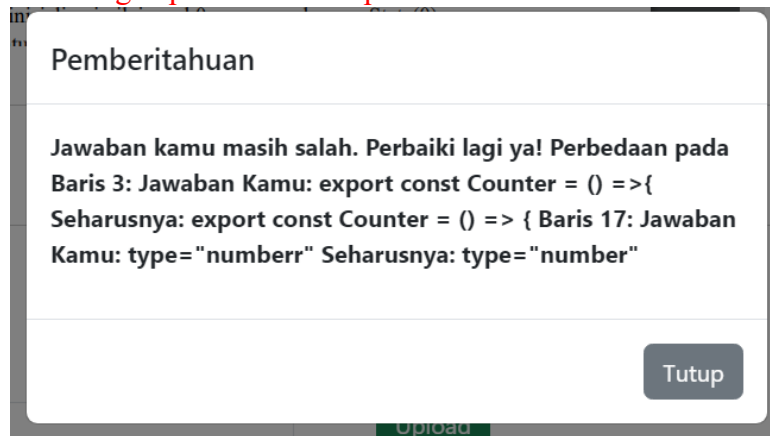 Pemberitahuan
Jawaban kamu masih salah. Perbaiki lagi ya! Perbedaan pada
Baris 3: Jawaban Kamu: export const Counter = () =>{
Seharusnya: export const Counter = () => { Baris 17: Jawaban
Kamu: type="numberr" Seharusnya: type="number"
Tutup
Upload